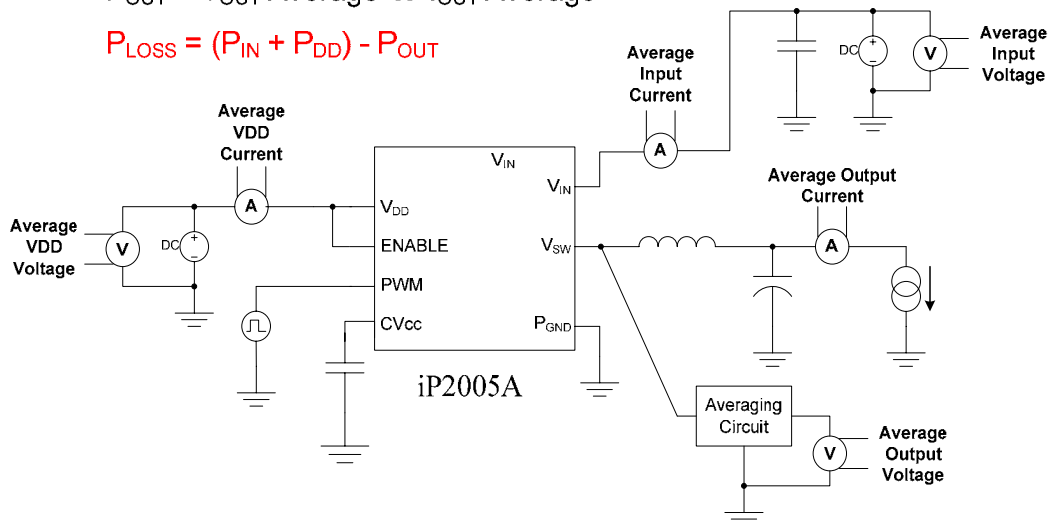 P_LOSS = (P_IN + P_DD) - P_OUT
Average
Input
Current
DC
+
−
V
Average
Input
Voltage
Average
VDD
Current
A
A
V_IN
V_IN
Average Output
Current
Average
VDD
Voltage
V
DC
+
−
A
V_DD
ENABLE
V_SW
PWM
CVcc
P_GND
iP2005A
Averaging
Circuit
V
Average
Output
Voltage